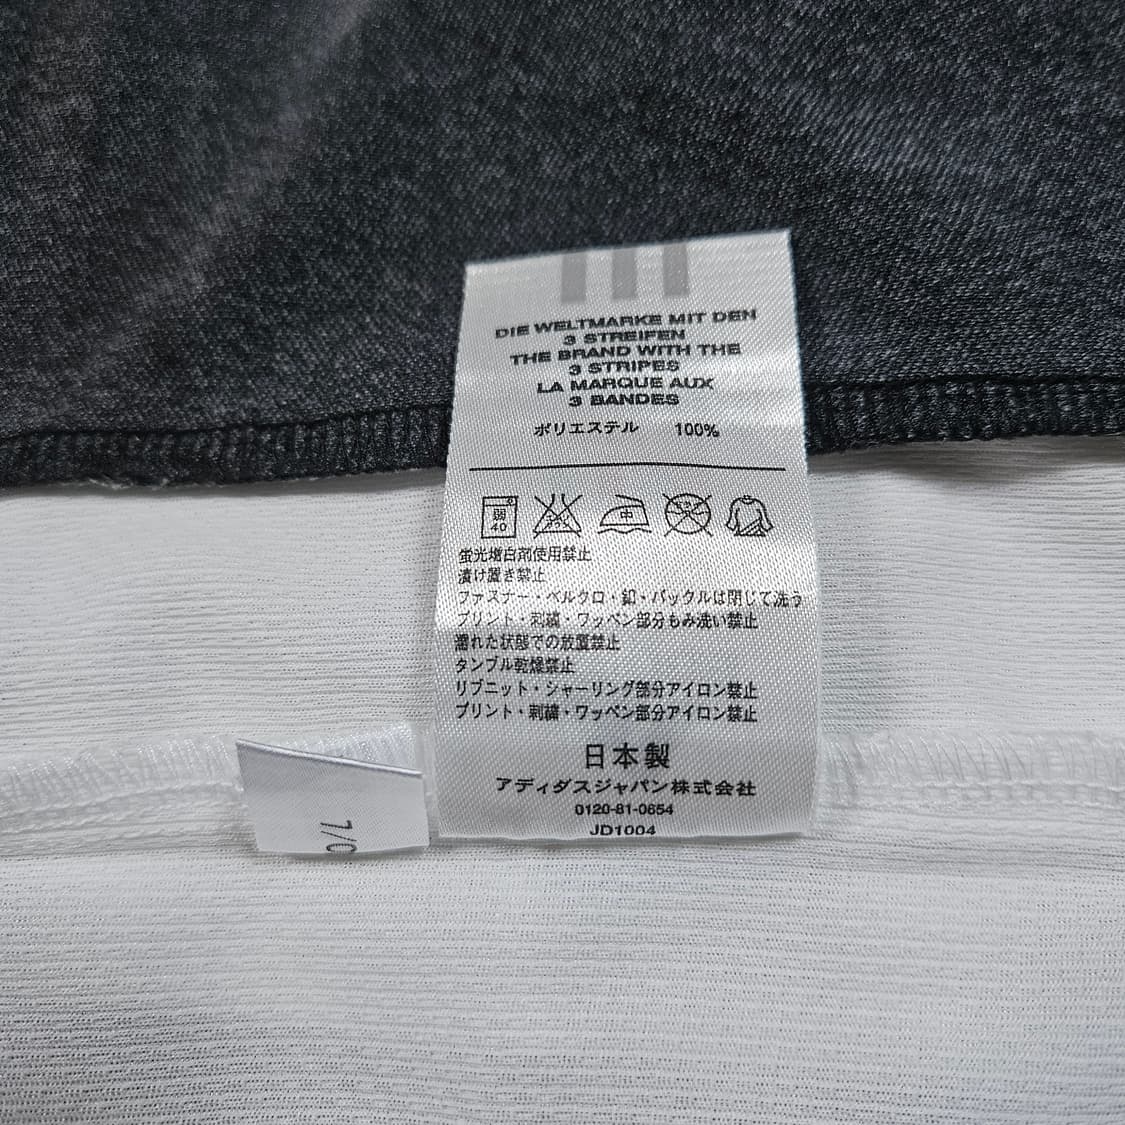 DIE WELTMARKE MIT DEN
3 STREIFEN
THE BRAND WITH THE
3 STRIPES
LA MARQUE AUX
3 BANDES
ポリエステル 100%
弱 40 中
蛍光増白剤使用禁止
漬け置き禁止
ファスナー・ベルクロ・釦・バックルは閉じて洗う
プリント・刺繍・ワッペン部分もみ洗い禁止
濡れた状態での放置禁止
タンブル乾燥禁止
リブニット・シャーリング部分アイロン禁止
プリント・刺繍・ワッペン部分アイロン禁止
日本製
アディダスジャパン株式会社
0120-81-0654
JD1004